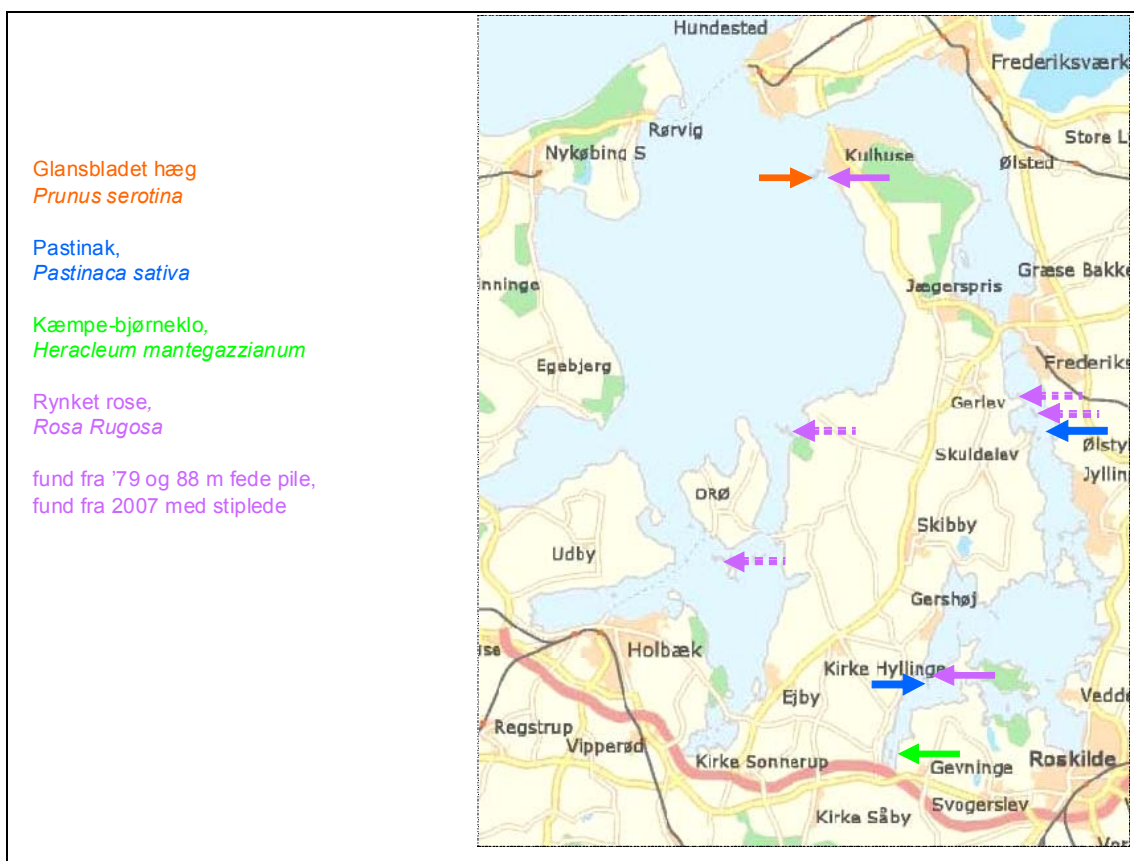 Glansbladet hæg
Prunus serotina
Pastinak,
Pastinaca sativa
Kæmpe-bjørneklo,
Heracleum mantegazzianum
Rynket rose,
Rosa Rugosa
fund fra '79 og 88 m fede pile,
fund fra 2007 med stiplede
Hundested
Frederiksværk
Rørvig
Store L
Nykøbing S
Kulhuse
Ølsted
Græse Bakke
nninge
Jægerspris
Egebjerg
Frederiks
Gerlev
Skuldelev
Ølsty
Jylling
ORØ
Udby
Skibby
Gershøj
Holbæk
Kirke Hyllinge
Ejby
Vedde
Regstrup
Vipperød
Kirke Sonnerup
Gevninge
Roskilde
Svogerslev
Kirke Såby